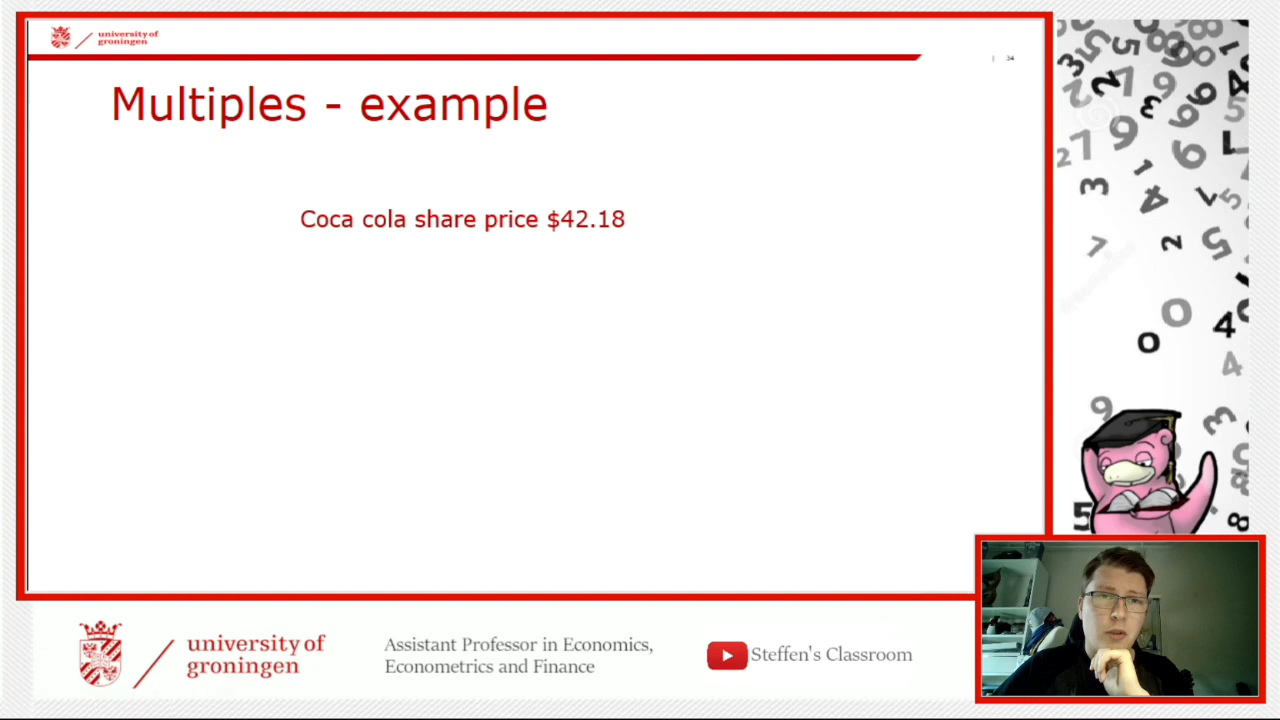 university of
groningen
| 34
Multiples - example
Coca cola share price $42.18
university of
groningen
Assistant Professor in Economics,
Econometrics and Finance
Steffen's Classroom